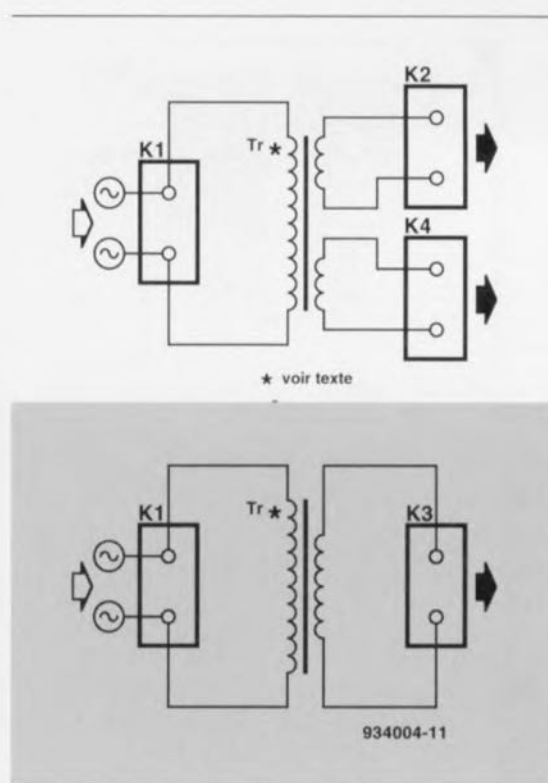 K2
Tr ★
K1
K4
★ voir texte
K1
Tr ★
K3
934004-11